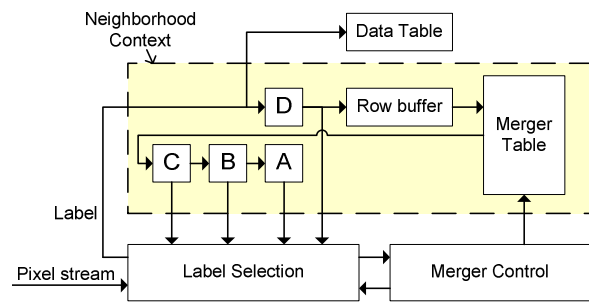 Neighborhood
Context
Data Table
D
Row buffer
Merger
Table
C
B
A
Label
Pixel stream
Label Selection
Merger Control